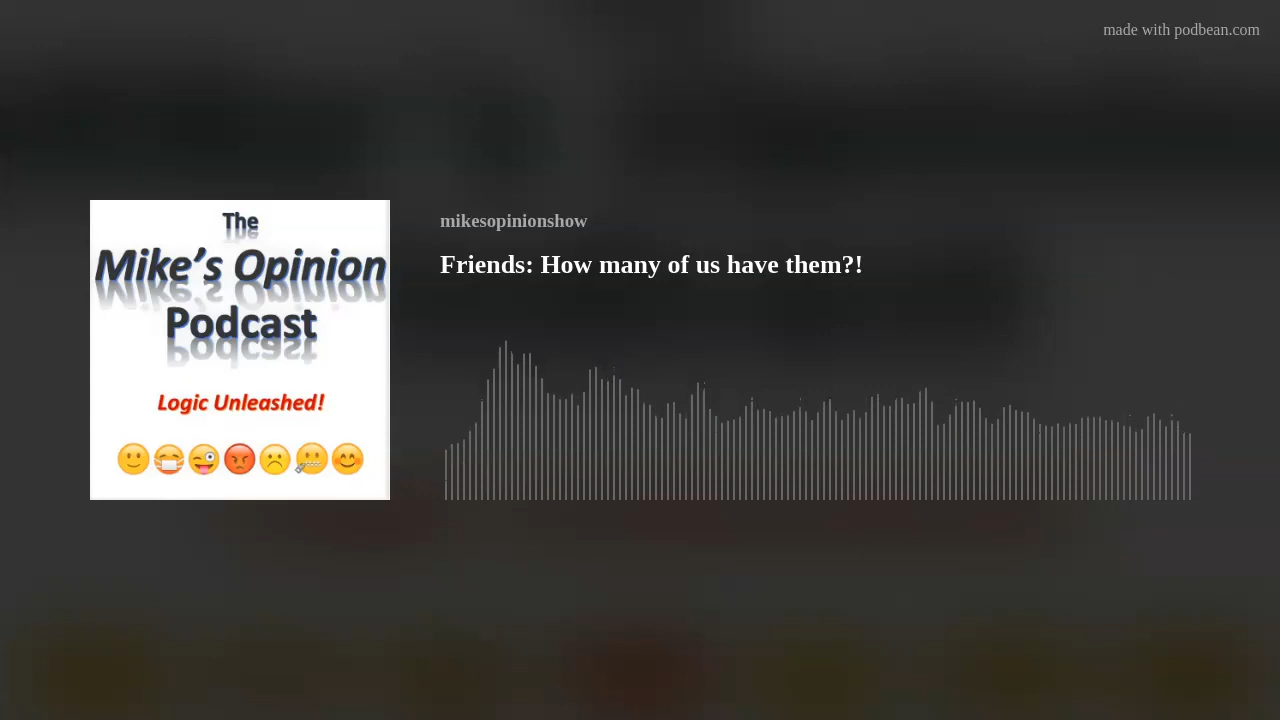 made with podbean.com
The
Mike's Opinion
Podcast
Logic Unleashed!
mikesopinionshow
Friends: How many of us have them?!